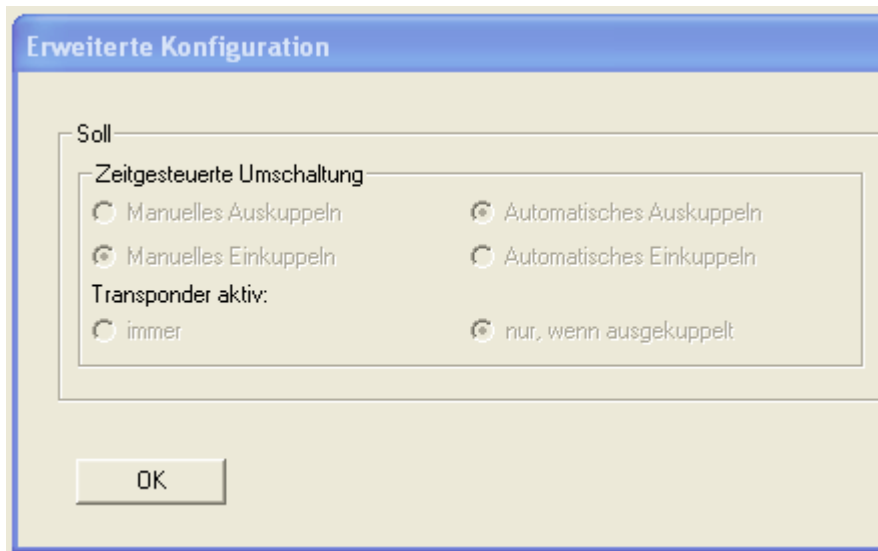 Erweiterte Konfiguration
Soll
Zeitgesteuerte Umschaltung
Manuelles Auskuppeln Automatisches Auskuppeln
Manuelles Einkuppeln Automatisches Einkuppeln
Transponder aktiv:
immer nur, wenn ausgekuppelt
OK